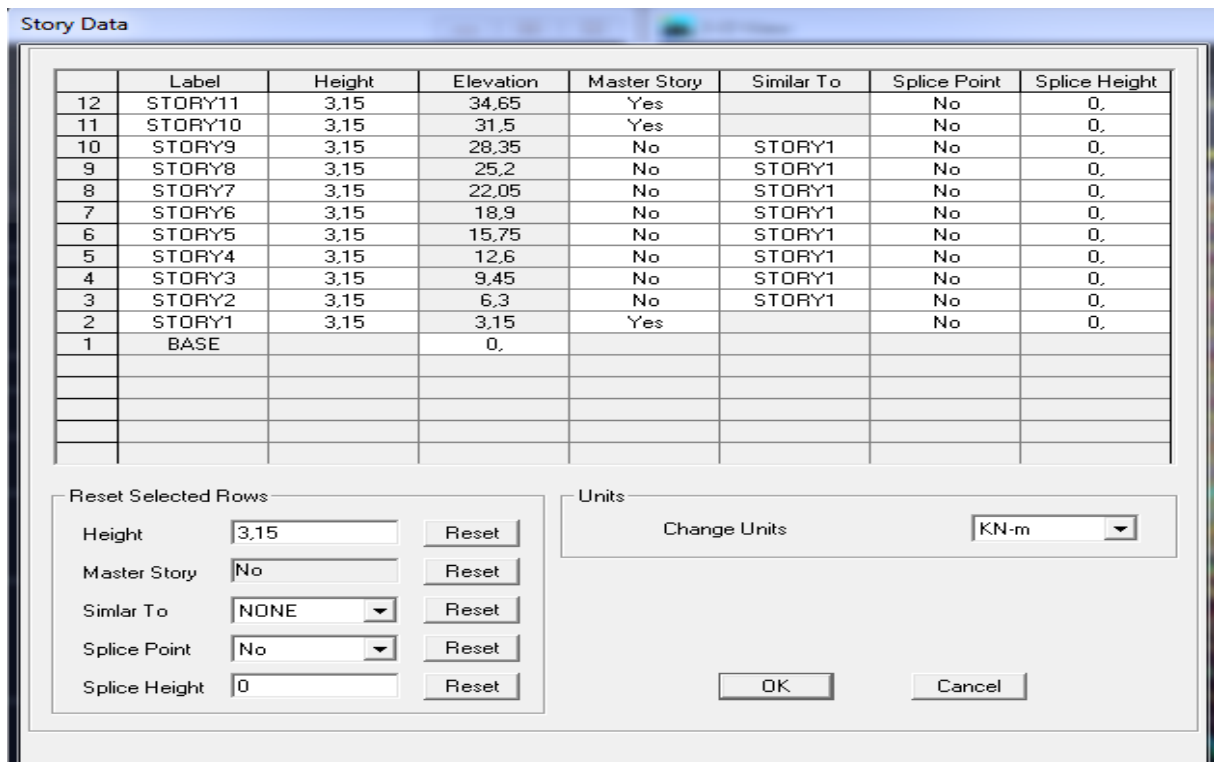 Story Data
Label Height Elevation Master Story Similar To Splice Point Splice Height
12 STORY11 3,15 34,65 Yes No 0,
11 STORY10 3,15 31,5 Yes No 0,
10 STORY9 3,15 28,35 No STORY1 No 0,
9 STORY8 3,15 25,2 No STORY1 No 0,
8 STORY7 3,15 22,05 No STORY1 No 0,
7 STORY6 3,15 18,9 No STORY1 No 0,
6 STORY5 3,15 15,75 No STORY1 No 0,
5 STORY4 3,15 12,6 No STORY1 No 0,
4 STORY3 3,15 9,45 No STORY1 No 0,
3 STORY2 3,15 6,3 No STORY1 No 0,
2 STORY1 3,15 3,15 Yes No 0,
1 BASE 0,
Reset Selected Rows
Height 3,15 Reset
Master Story No Reset
Simlar To NONE Reset
Splice Point No Reset
Splice Height 0 Reset
Units
Change Units KN-m
OK Cancel